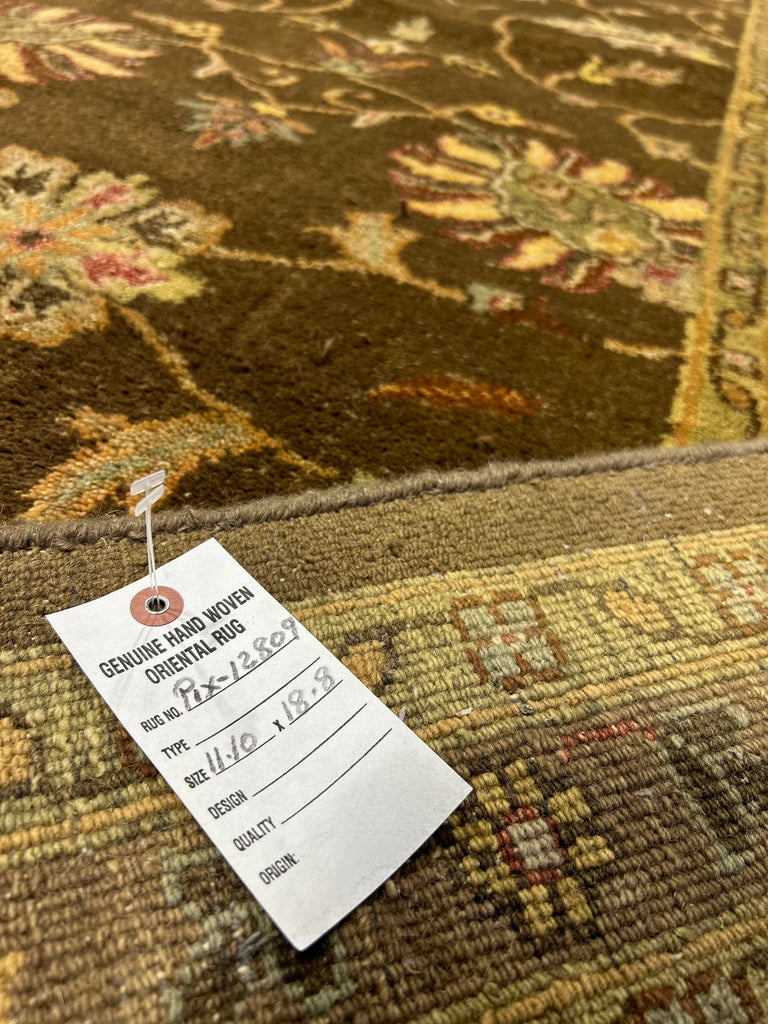 GENUINE HAND WOVEN
ORIENTAL RUG
RUG NO. Pix-12809
TYPE
SIZE 11.10 x 18.8
DESIGN
QUALITY
ORIGIN: